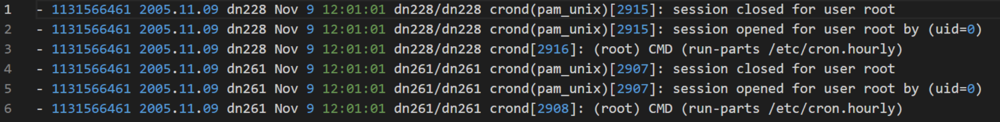 1 - 1131566461 2005.11.09 dn228 Nov 9 12:01:01 dn228/dn228 crond(pam_unix)[2915]: session closed for user root
2 - 1131566461 2005.11.09 dn228 Nov 9 12:01:01 dn228/dn228 crond(pam_unix)[2915]: session opened for user root by (uid=0)
3 - 1131566461 2005.11.09 dn228 Nov 9 12:01:01 dn228/dn228 crond[2916]: (root) CMD (run-parts /etc/cron.hourly)
4 - 1131566461 2005.11.09 dn261 Nov 9 12:01:01 dn261/dn261 crond(pam_unix)[2907]: session closed for user root
5 - 1131566461 2005.11.09 dn261 Nov 9 12:01:01 dn261/dn261 crond(pam_unix)[2907]: session opened for user root by (uid=0)
6 - 1131566461 2005.11.09 dn261 Nov 9 12:01:01 dn261/dn261 crond[2908]: (root) CMD (run-parts /etc/cron.hourly)